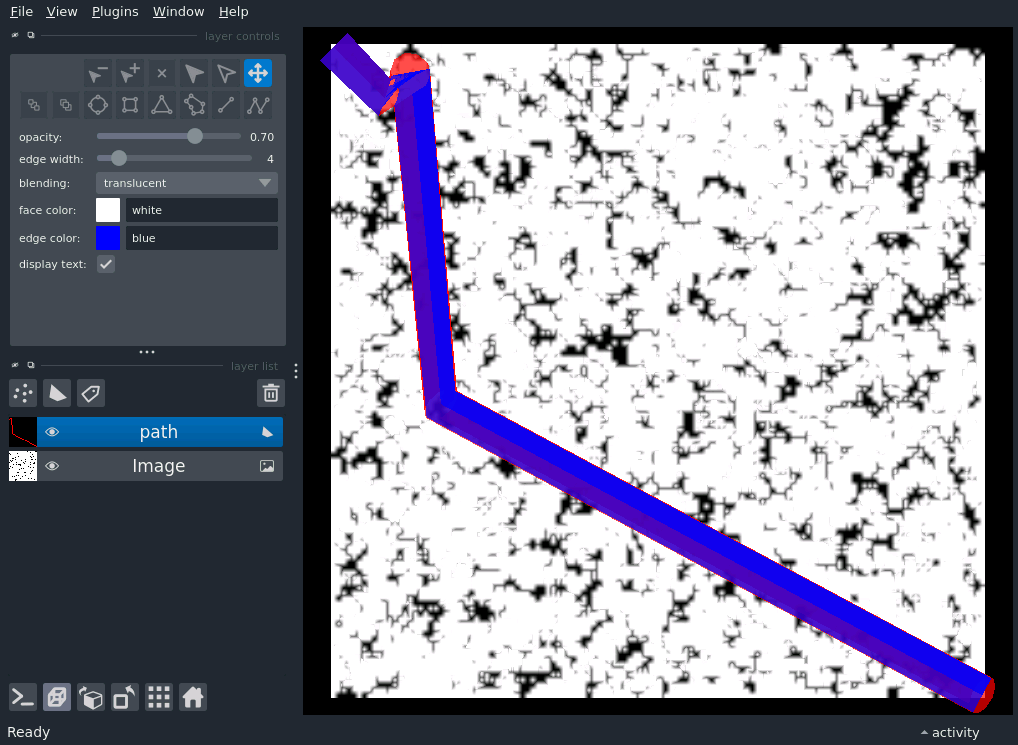 File View Plugins Window Help
layer controls
opacity: 0.70
edge width: 4
blending: translucent
face color: white
edge color: blue
display text:
layer list
path
Image
Ready
activity